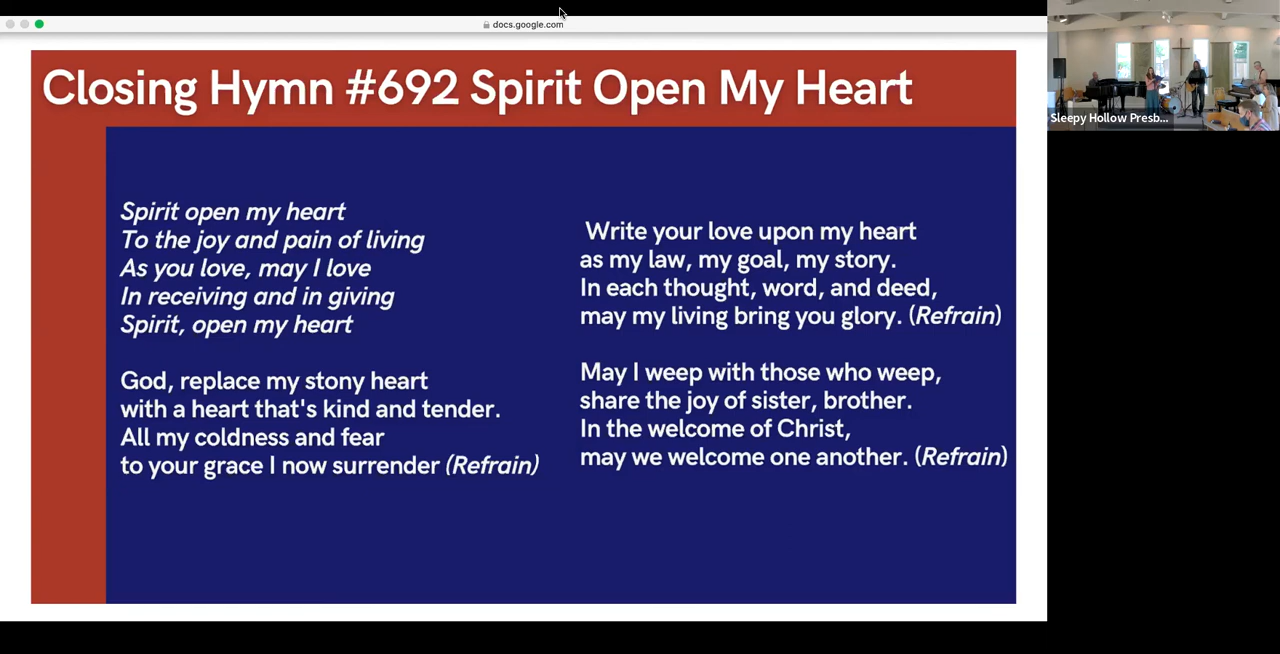 docs.google.com
Closing Hymn #692 Spirit Open My Heart
Spirit open my heart
To the joy and pain of living
As you love, may I love
In receiving and in giving
Spirit, open my heart
God, replace my stony heart
with a heart that's kind and tender.
All my coldness and fear
to your grace I now surrender (Refrain)
Write your love upon my heart
as my law, my goal, my story.
In each thought, word, and deed,
may my living bring you glory. (Refrain)
May I weep with those who weep,
share the joy of sister, brother.
In the welcome of Christ,
may we welcome one another. (Refrain)
Sleepy Hollow Presb...